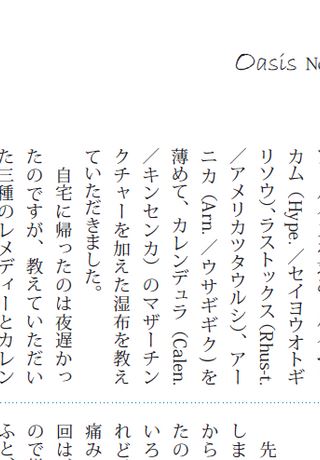 Oasis
カム（Hype.／セイヨウオトギ
リソウ）、ラストックス（Rhus-t.
／アメリカツタウルシ）、アー
ニカ（Arn.／ウサギギク）を
薄めて、カレンデュラ（Calen.
／キンセンカ）のマザーチン
クチャーを加えた湿布を教え
ていただきました。
自宅に帰ったのは夜遅かっ
たのですが、教えていただい
た三種のレメディーとカレン
先
しま
から
たの
いろ
れど
痛み
回は
ので
ふと